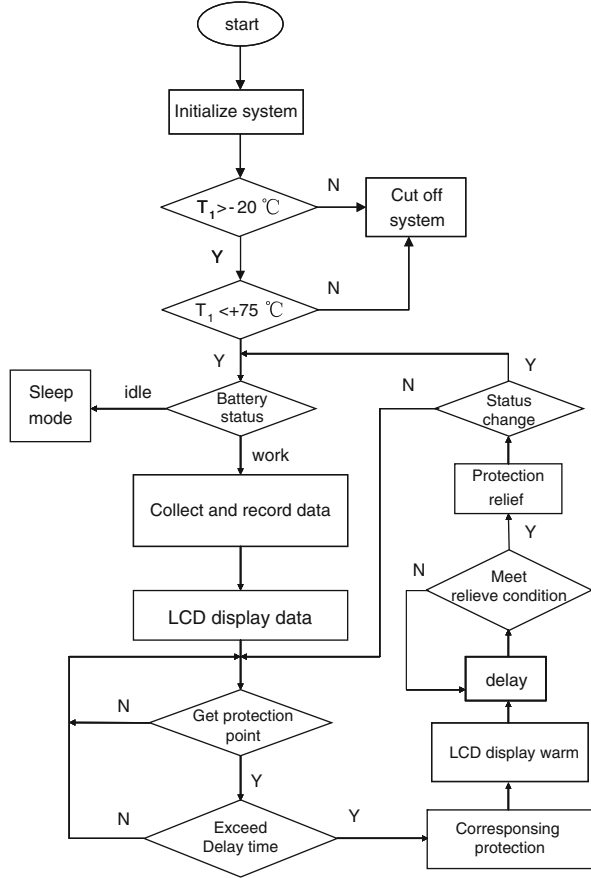 start
Initialize system
T1>-20 ℃
N
Cut off
system
Y
T1 <+75 ℃
N
Y
Y
Sleep
mode
idle
Battery
status
N
Status
change
work
Protection
relief
Collect and record data
Y
N
Meet
relieve condition
LCD display data
delay
N
Get protection
point
LCD display warm
Y
N
Exceed
Delay time
Y
Corresponsing
protection